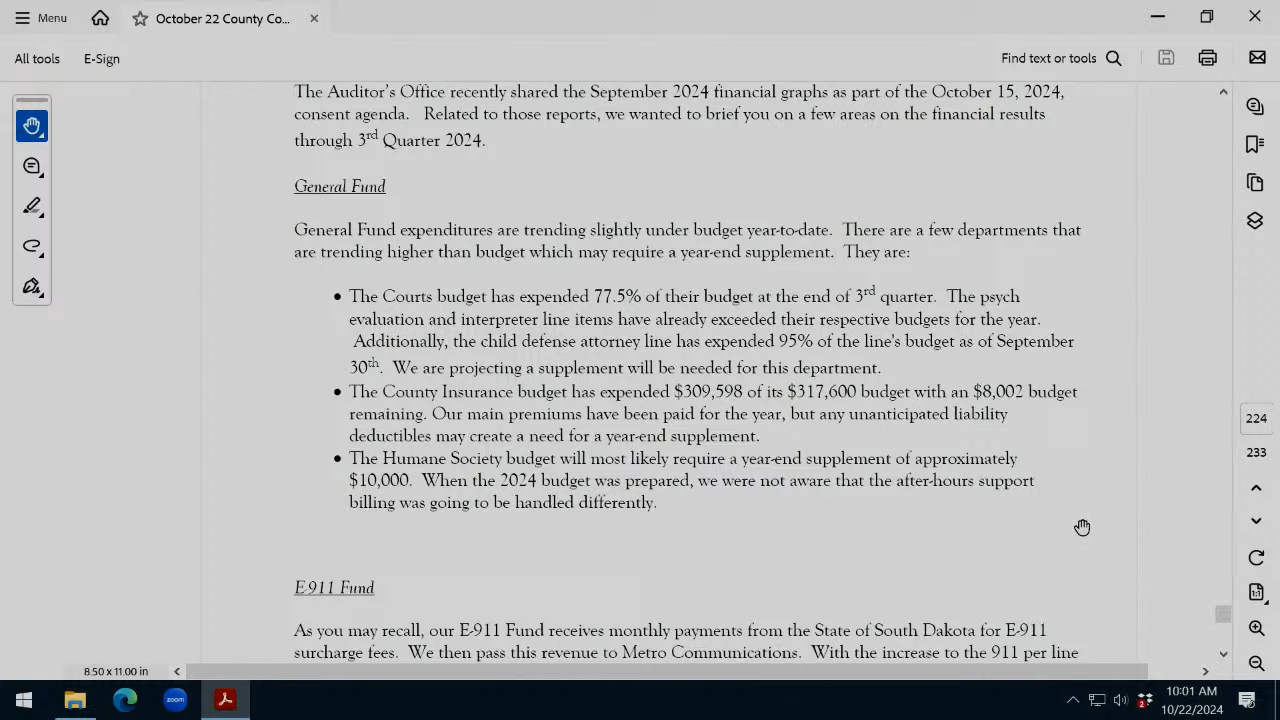 Menu
October 22 County Co...
All tools
E-Sign
Find text or tools
The Auditor's Office recently shared the September 2024 financial graphs as part of the October 15, 2024,
consent agenda.   Related to those reports, we wanted to brief you on a few areas on the financial results
through 3rd Quarter 2024.
General Fund
General Fund expenditures are trending slightly under budget year-to-date.  There are a few departments that
are trending higher than budget which may require a year-end supplement.  They are:
• The Courts budget has expended 77.5% of their budget at the end of 3rd quarter.  The psych
evaluation and interpreter line items have already exceeded their respective budgets for the year.
Additionally, the child defense attorney line has expended 95% of the line's budget as of September
30th.  We are projecting a supplement will be needed for this department.
• The County Insurance budget has expended $309,598 of its $317,600 budget with an $8,002 budget
remaining. Our main premiums have been paid for the year, but any unanticipated liability
deductibles may create a need for a year-end supplement.
• The Humane Society budget will most likely require a year-end supplement of approximately
$10,000.  When the 2024 budget was prepared, we were not aware that the after-hours support
billing was going to be handled differently.
E-911 Fund
As you may recall, our E-911 Fund receives monthly payments from the State of South Dakota for E-911
surcharge fees.  We then pass this revenue to Metro Communications.  With the increase to the 911 per line
224
233
1:1
8.50 x 11.00 in
zoom
2
10:01 AM
10/22/2024